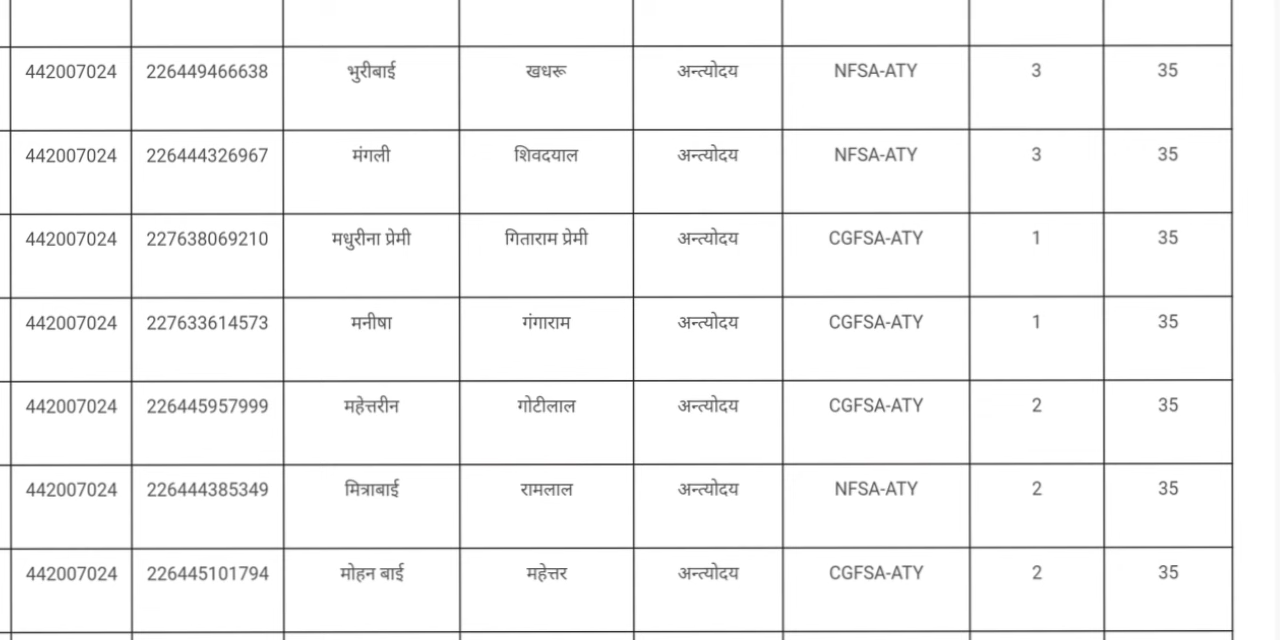 442007024 226449466638 भुरीबाई खधरू अन्त्योदय NFSA-ATY 3 35
442007024 226444326967 मंगली शिवदयाल अन्त्योदय NFSA-ATY 3 35
442007024 227638069210 मधुरीना प्रेमी गिताराम प्रेमी अन्त्योदय CGFSA-ATY 1 35
442007024 227633614573 मनीषा गंगाराम अन्त्योदय CGFSA-ATY 1 35
442007024 226445957999 महेत्तरीन गोटीलाल अन्त्योदय CGFSA-ATY 2 35
442007024 226444385349 मित्राबाई रामलाल अन्त्योदय NFSA-ATY 2 35
442007024 226445101794 मोहन बाई महेत्तर अन्त्योदय CGFSA-ATY 2 35